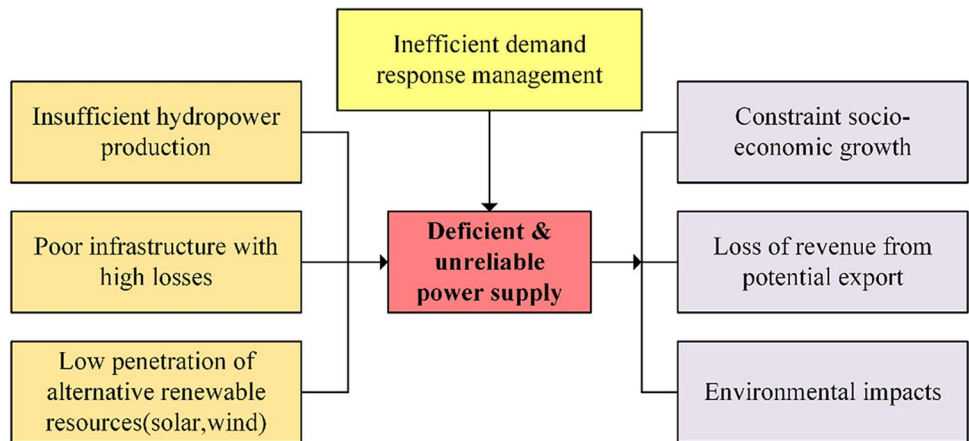 Inefficient demand
response management
Insufficient hydropower
production
Poor infrastructure with
high losses
Low penetration of
alternative renewable
resources(solar,wind)
Deficient &
unreliable
power supply
Constraint socio-
economic growth
Loss of revenue from
potential export
Environmental impacts